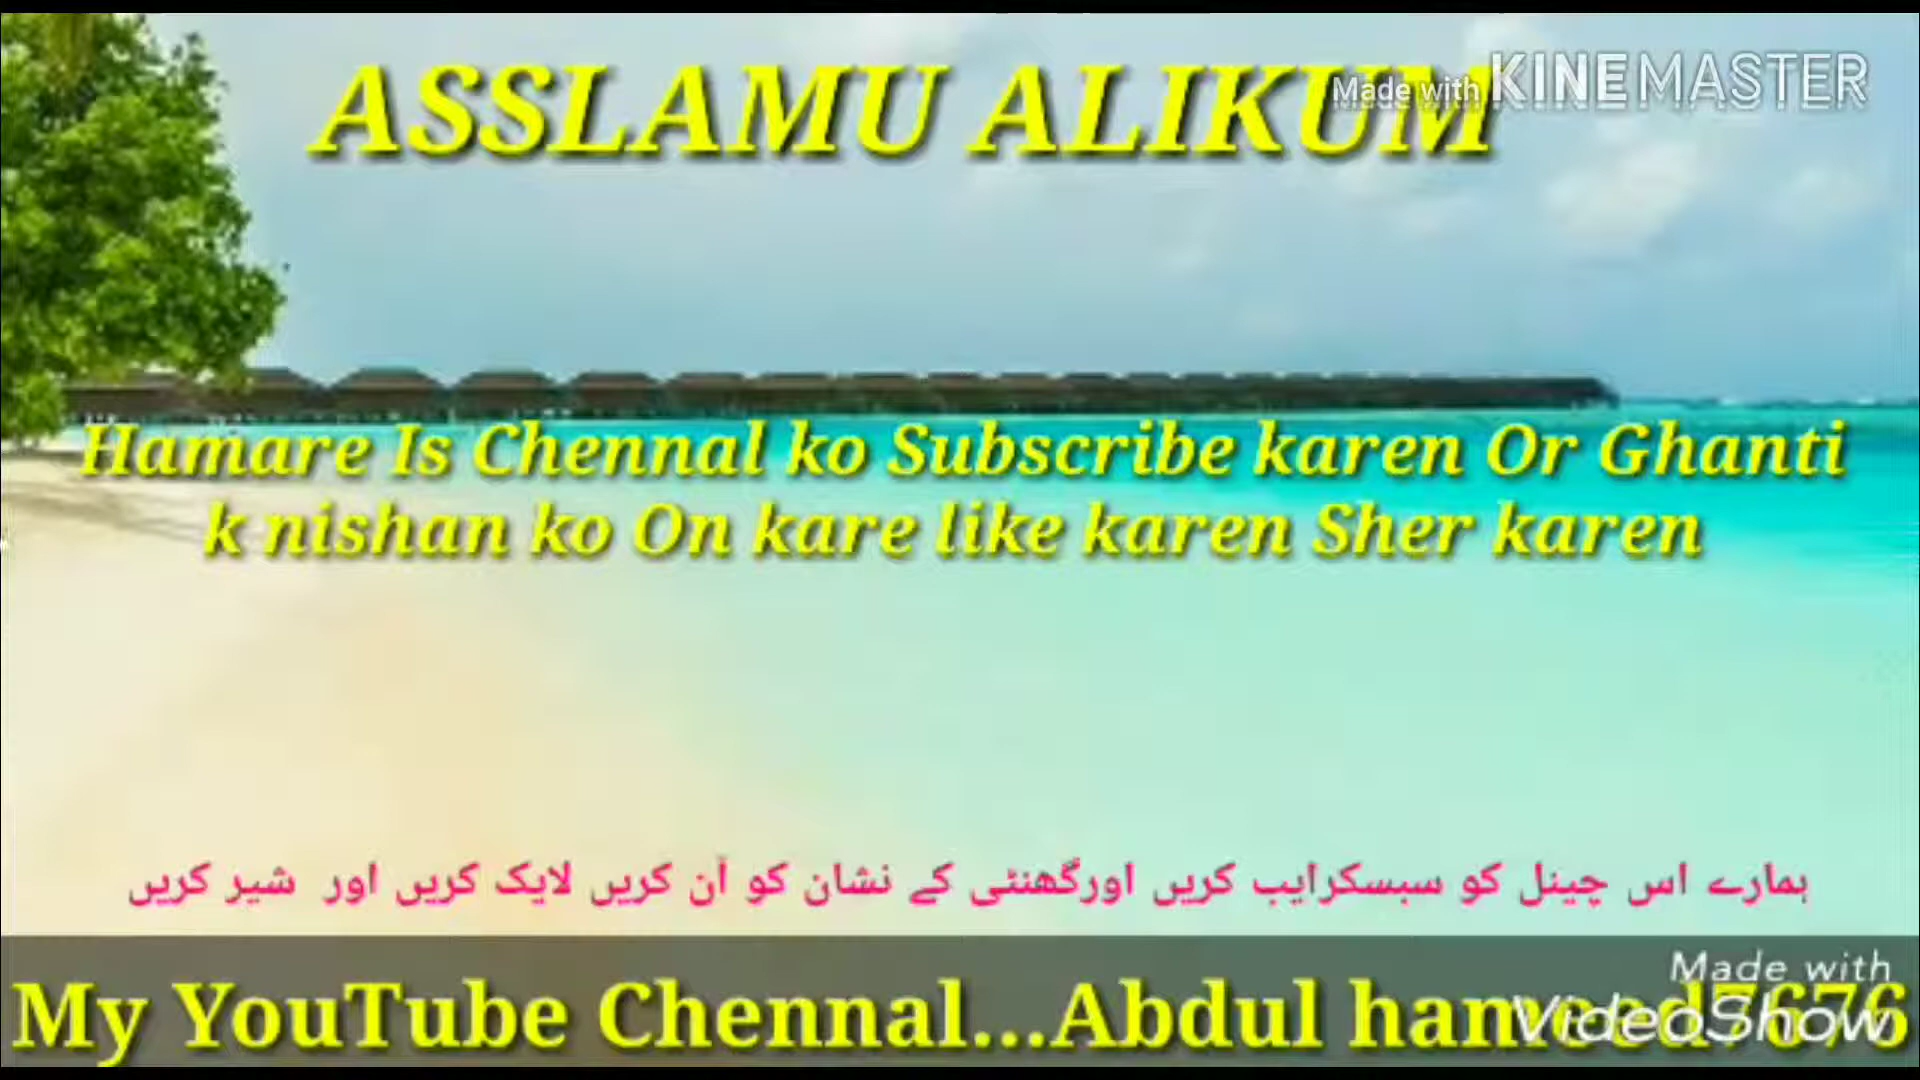 ASSLAMU ALIKUM
Made with KINEMASTER
Hamare Is Chennal ko Subscribe karen Or Ghanti
k nishan ko On kare like karen Sher karen
ہمارے اس چینل کو سبسکرایب کریں اورگھنٹی کے نشان کو آن کریں لایک کریں اور شیر کریں
Made with
VideoShow
My YouTube Chennal...Abdul hameed7676